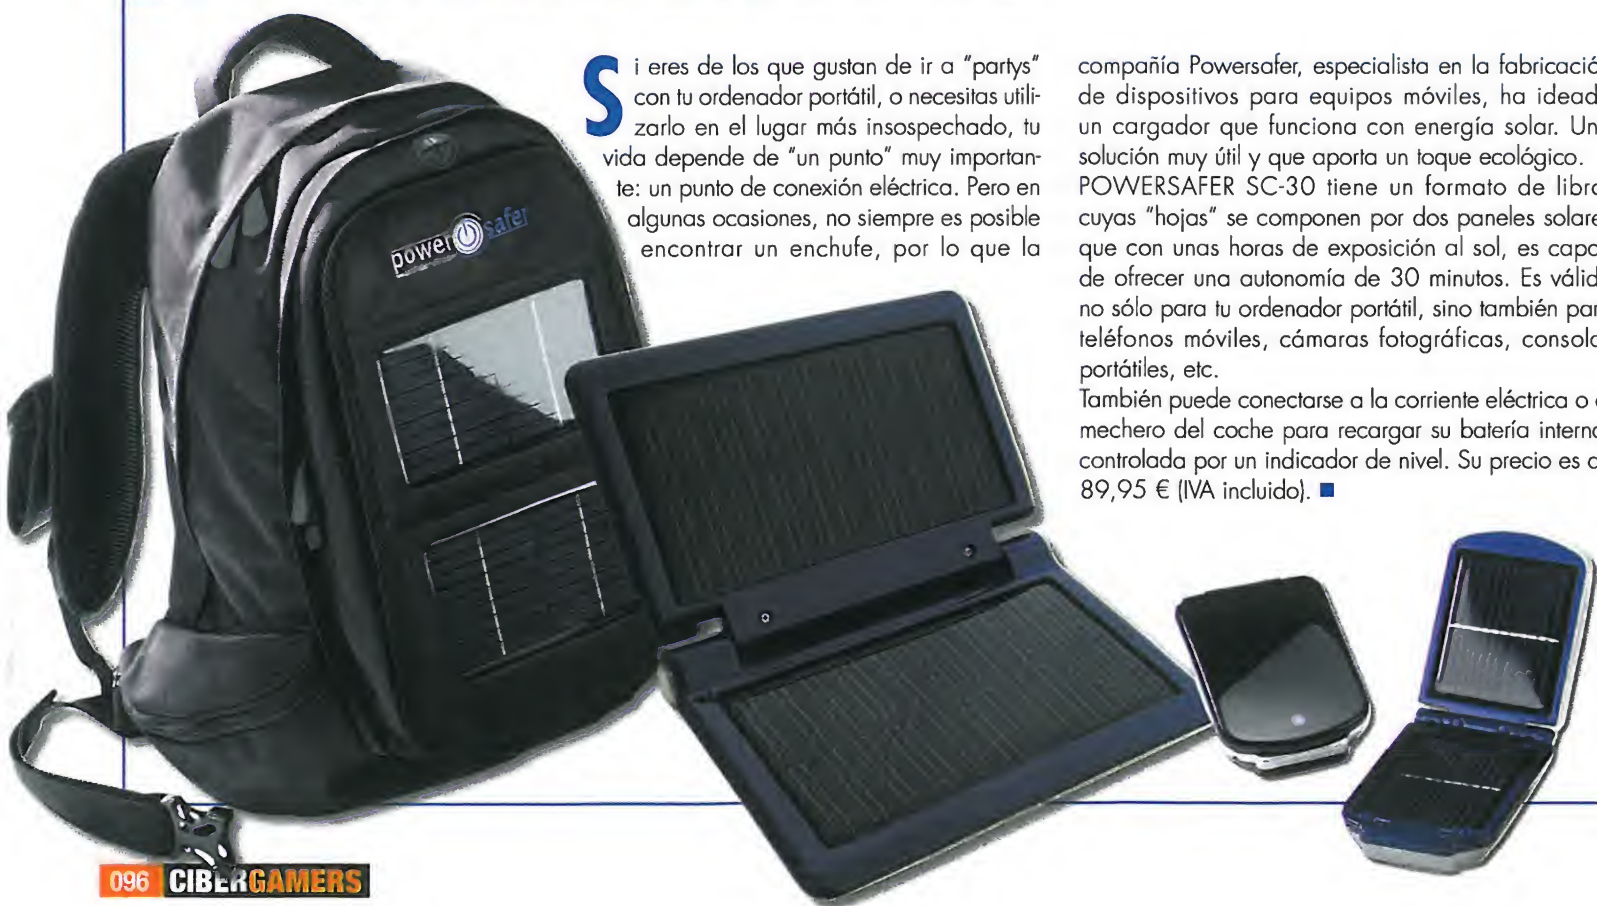 Si eres de los que gustan de ir a "partys"
con tu ordenador portátil, o necesitas utili-
zarlo en el lugar más insospechado, tu
vida depende de "un punto" muy importan-
te: un punto de conexión eléctrica. Pero en
algunas ocasiones, no siempre es posible
encontrar un enchufe, por lo que la
compañía Powersafer, especialista en la fabricació
de dispositivos para equipos móviles, ha idead
un cargador que funciona con energía solar. Un
solución muy útil y que aporta un toque ecológico.
POWERSAFER SC-30 tiene un formato de libro
cuyas "hojas" se componen por dos paneles solare
que con unas horas de exposición al sol, es capa
de ofrecer una autonomía de 30 minutos. Es válid
no sólo para tu ordenador portátil, sino también par
teléfonos móviles, cámaras fotográficas, consola
portátiles, etc.
También puede conectarse a la corriente eléctrica o
mechero del coche para recargar su batería interna
controlada por un indicador de nivel. Su precio es d
89,95 € (IVA incluido).
power safer
096 CIBERGAMERS